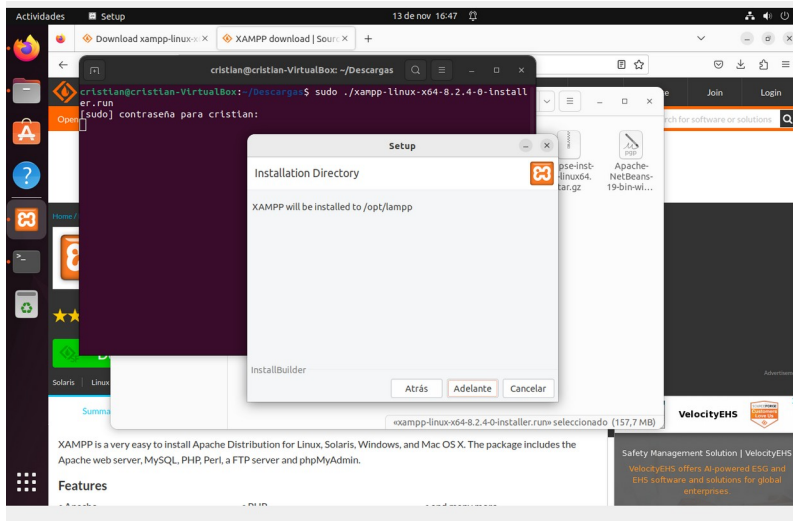 Actividades
Setup
13 de nov 16:47
Download xampp-linux-x
XAMPP download | Sourc
cristian@cristian-VirtualBox: ~/Descargas
cristian@cristian-VirtualBox:~/Descargas$ sudo ./xampp-linux-x64-8.2.4-0-install
er.run
[sudo] contraseña para cristian:
Join
Login
Open
rch for software or solutions
Setup
Installation Directory
XAMPP will be installed to /opt/lampp
InstallBuilder
Atrás
Adelante
Cancelar
pse-inst-
-linux64.
tar.gz
Apache-
NetBeans-
19-bin-wi...
Home /
Solaris
Linux
Summa
«xampp-linux-x64-8.2.4-0-installer.run» seleccionado (157,7 MB)
VelocityEHS
XAMPP is a very easy to install Apache Distribution for Linux, Solaris, Windows, and Mac OS X. The package includes the
Apache web server, MySQL, PHP, Perl, a FTP server and phpMyAdmin.
Features
Safety Management Solution | VelocityEHS
VelocityEHS offers AI-powered ESG and
EHS software and solutions for global
enterprises.